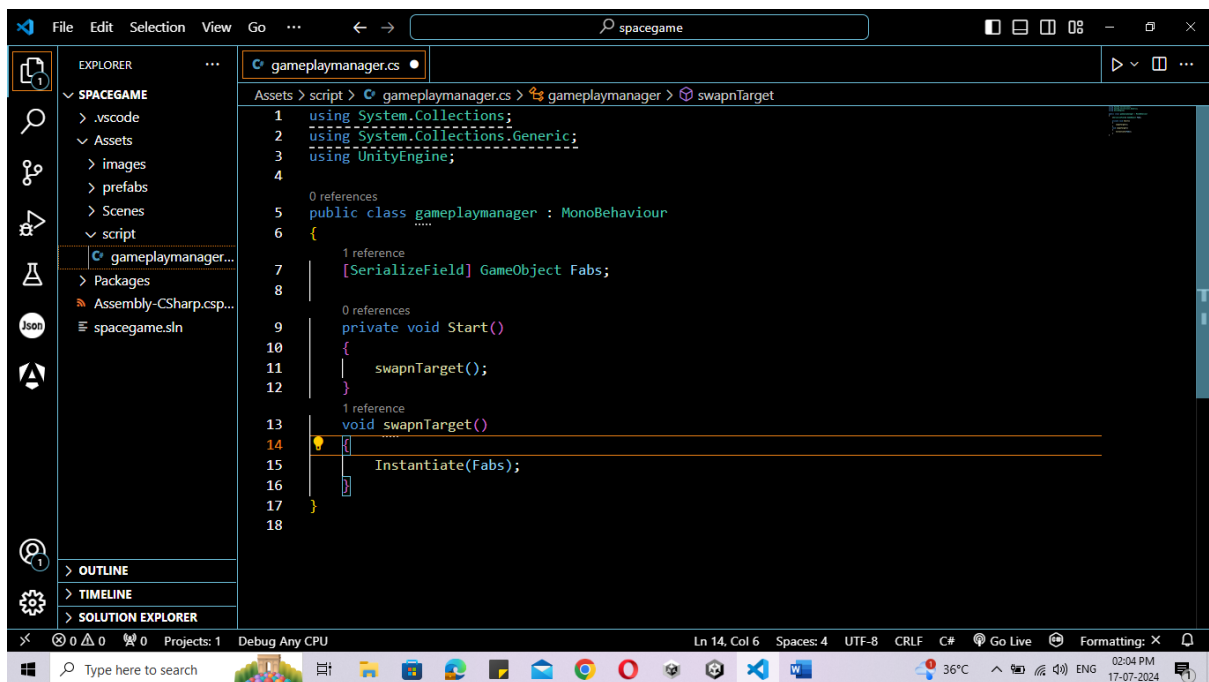 File Edit Selection View Go ··· spacegame
EXPLORER ···
SPACEGAME
.vscode
Assets
images
prefabs
Scenes
script
gameplaymanager...
Packages
Assembly-CSharp.csp...
spacegame.sln
OUTLINE
TIMELINE
SOLUTION EXPLORER
1
Json
1
gameplaymanager.cs
Assets > script > gameplaymanager.cs > gameplaymanager > swapnTarget
1 using System.Collections;
2 using System.Collections.Generic;
3 using UnityEngine;
4
0 references
5 public class gameplaymanager : MonoBehaviour
6 {
1 reference
7 [SerializeField] GameObject Fabs;
8
0 references
9 private void Start()
10 {
11 swapnTarget();
12 }
1 reference
13 void swapnTarget()
14 {
15 Instantiate(Fabs);
16 }
17 }
18
0 0 0 Projects: 1 Debug Any CPU Ln 14, Col 6 Spaces: 4 UTF-8 CRLF C# Go Live Formatting: ×
Type here to search 36°C ENG 02:04 PM
17-07-2024